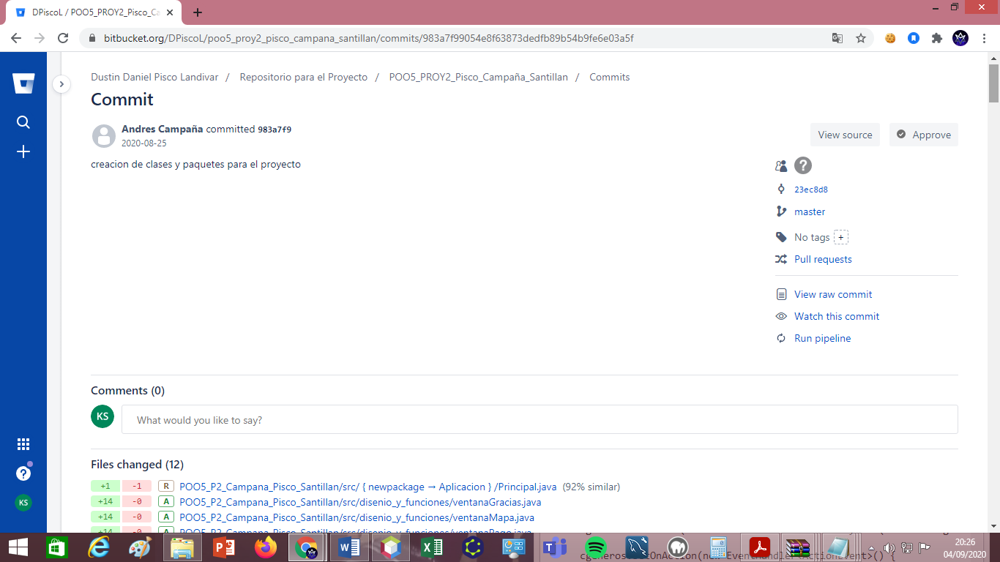 DPiscoL / POO5_PROY2_Pisco_Ca
bitbucket.org/DPiscoL/poo5_proy2_pisco_campana_santillan/commits/983a7f99054e8f63873dedfb89b54b9fe6e03a5f
Dustin Daniel Pisco Landivar / Repositorio para el Proyecto / POO5_PROY2_Pisco_Campaña_Santillan / Commits
Commit
Andres Campaña committed 983a7f9
2020-08-25
View source
Approve
creacion de clases y paquetes para el proyecto
23ec8d8
master
No tags +
Pull requests
View raw commit
Watch this commit
Run pipeline
Comments (0)
KS
What would you like to say?
Files changed (12)
+1 -1 R POO5_P2_Campana_Pisco_Santillan/src/ { newpackage → Aplicacion } /Principal.java (92% similar)
+14 -0 A POO5_P2_Campana_Pisco_Santillan/src/disenio_y_funciones/ventanaGracias.java
+14 -0 A POO5_P2_Campana_Pisco_Santillan/src/disenio_y_funciones/ventanaMapa.java
+14 -0 A POO5_P2_Campana_Pisco_Santillan/src/disenio_y_funciones/ventanaPago.java
KS
20:26
04/09/2020